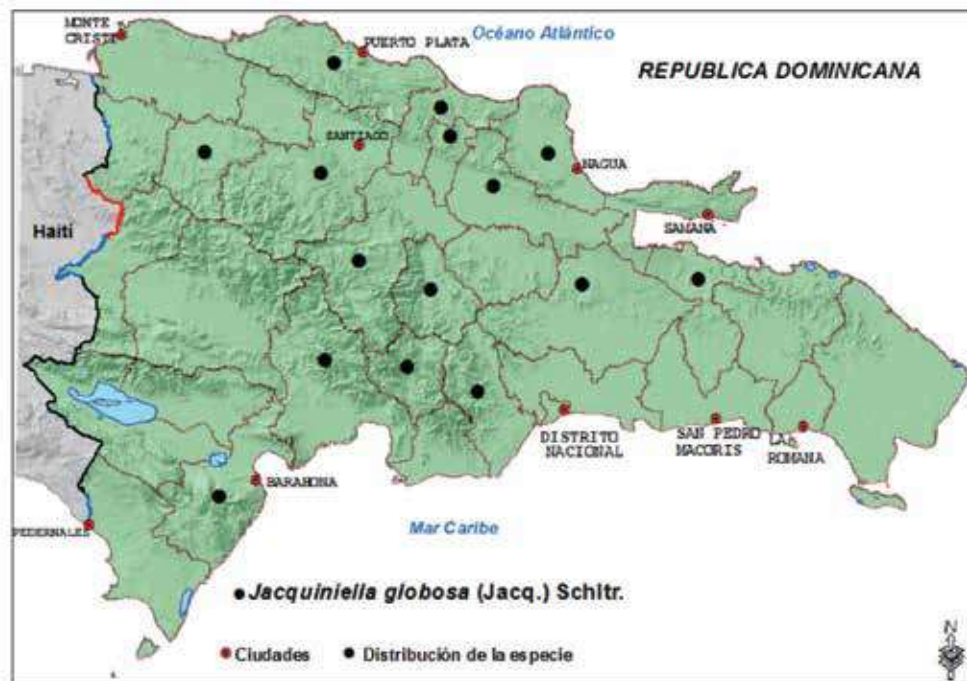 MONTE
CRISTI
PUERTO PLATA
Océano Atlántico
REPUBLICA DOMINICANA
SANTIAGO
NAGUA
SAMANA
Haití
DISTRITO
NACIONAL
SAN PEDRO
MACORIS
LA
ROMANA
BARAHONA
PEDERNALES
Mar Caribe
Jacquiniella globosa (Jacq.) Schltr.
Ciudades
Distribución de la especie
N